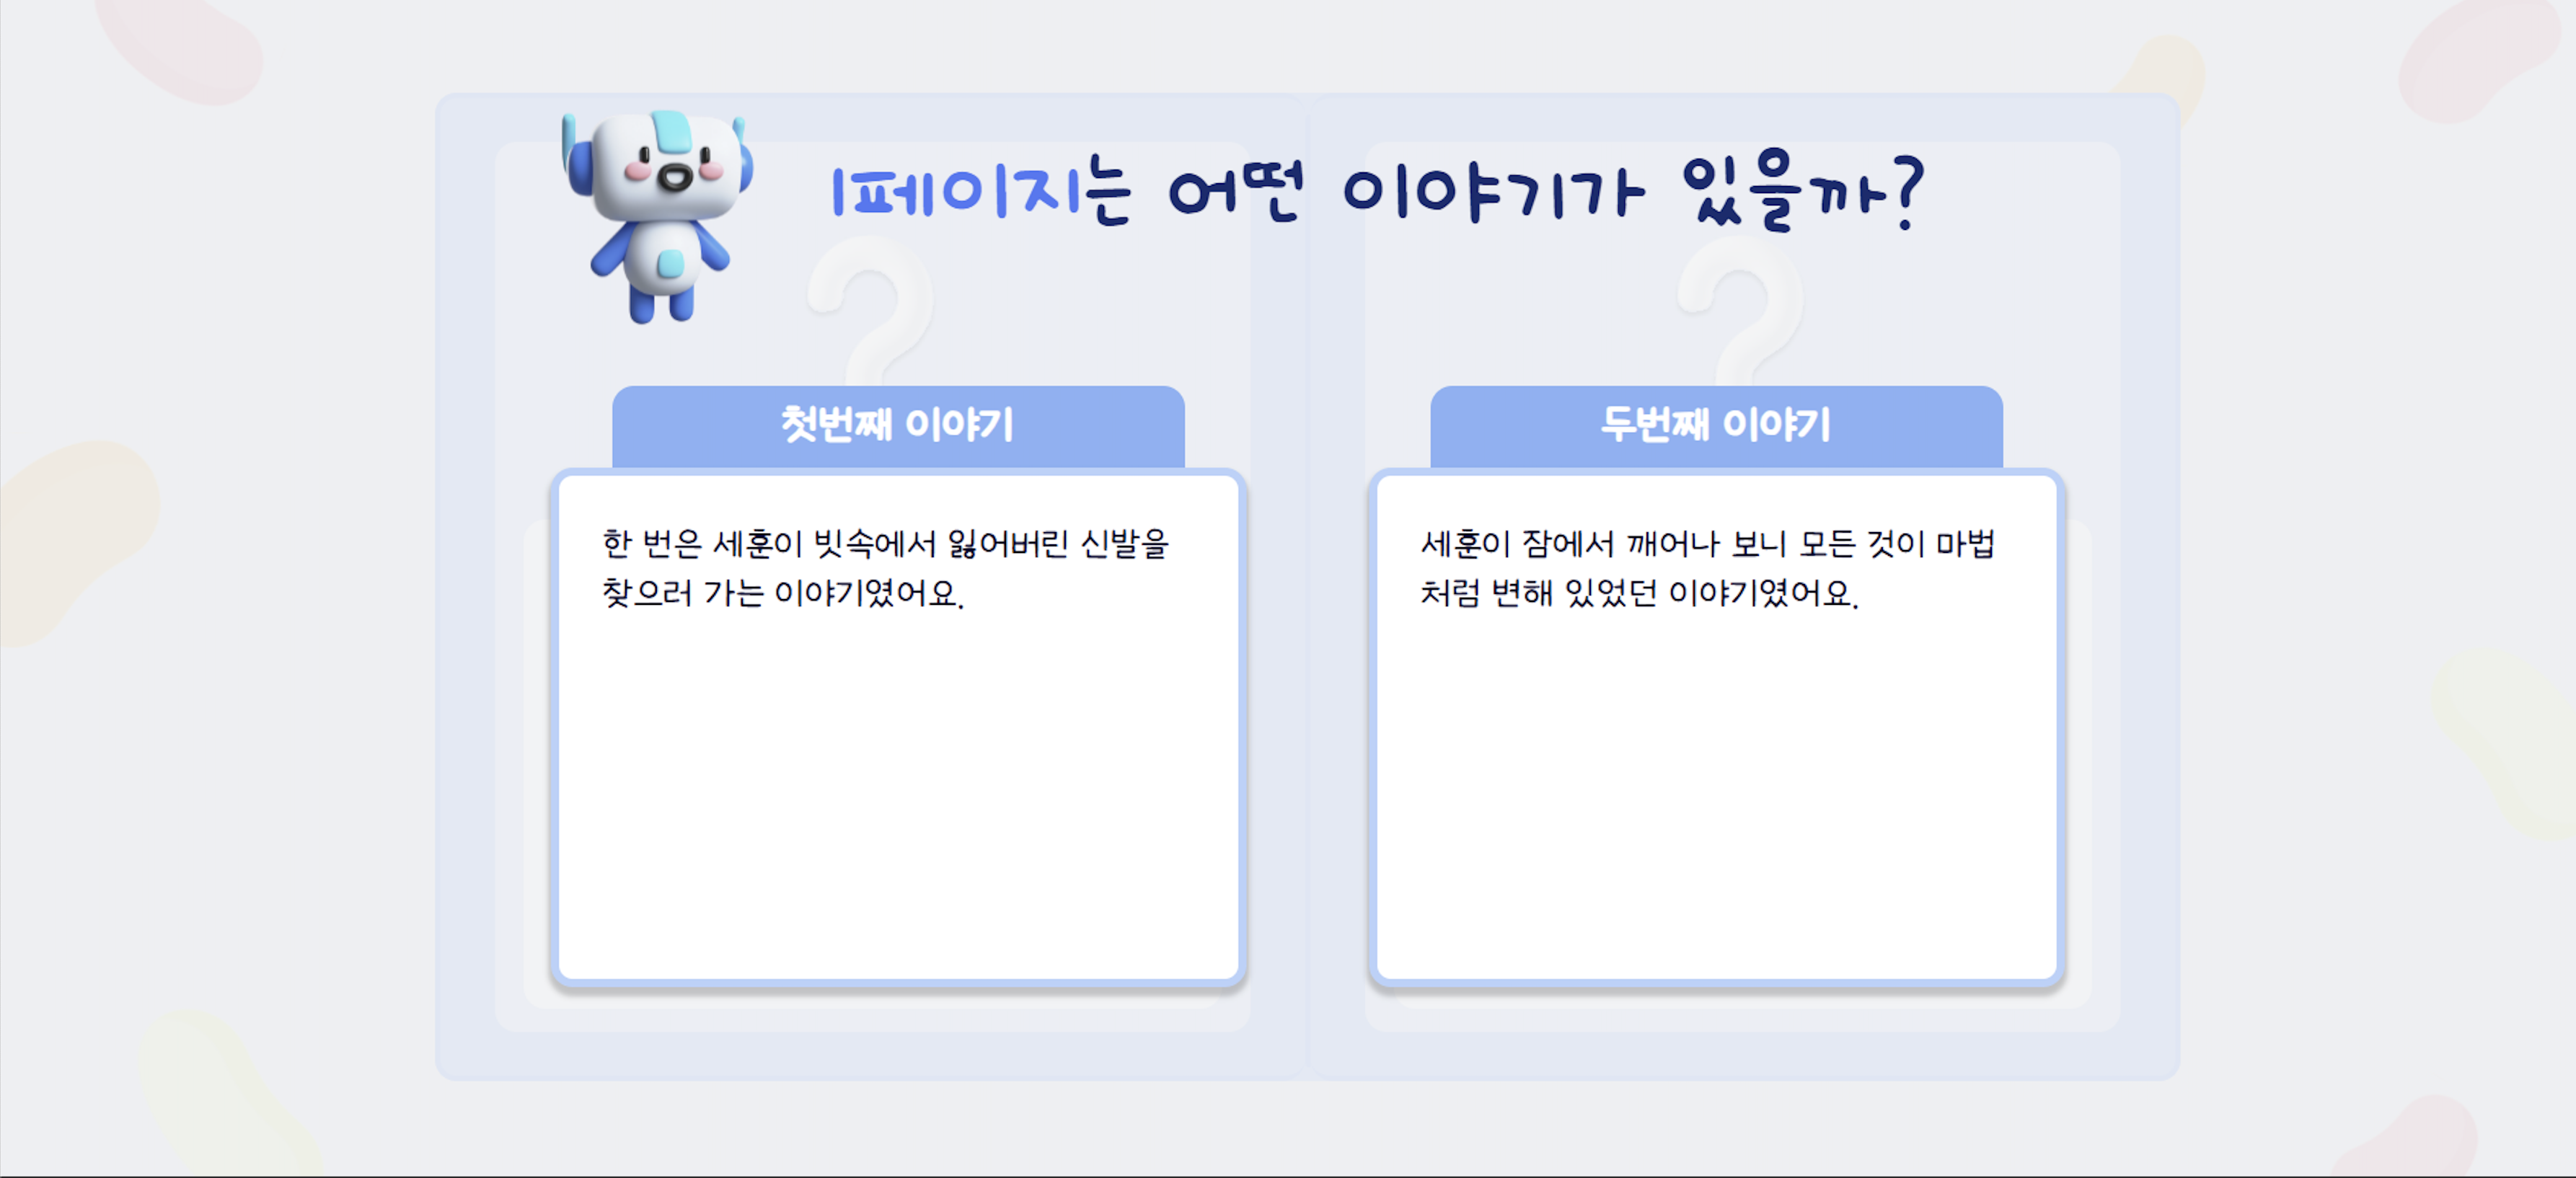 1페이지는 어떤 이야기가 있을까?
첫번째 이야기
한 번은 세훈이 빗속에서 잃어버린 신발을
찾으러 가는 이야기였어요.
두번째 이야기
세훈이 잠에서 깨어나 보니 모든 것이 마법
처럼 변해 있었던 이야기였어요.